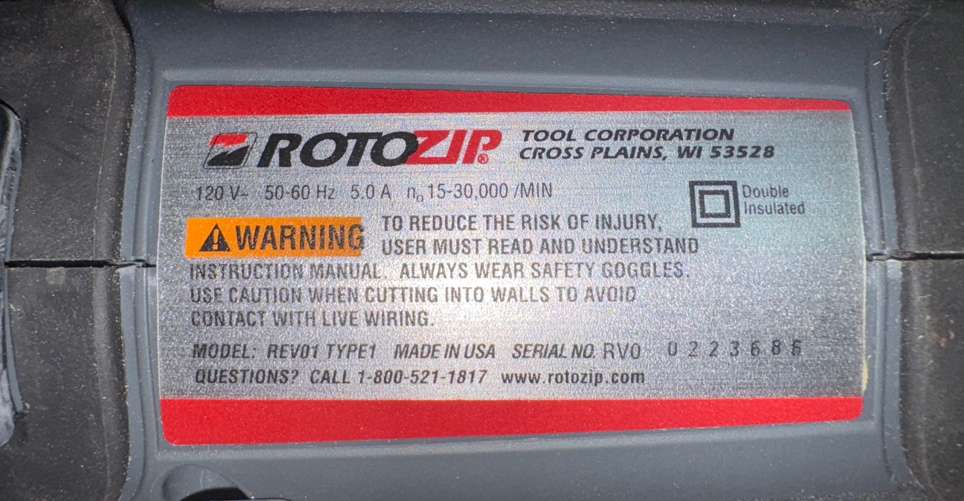 ROTOZIP® TOOL CORPORATION
CROSS PLAINS, WI 53528
120 V~ 50-60 Hz 5.0 A n₀ 15-30,000 /MIN
Double
Insulated
WARNING TO REDUCE THE RISK OF INJURY,
USER MUST READ AND UNDERSTAND
INSTRUCTION MANUAL. ALWAYS WEAR SAFETY GOGGLES.
USE CAUTION WHEN CUTTING INTO WALLS TO AVOID
CONTACT WITH LIVE WIRING.
MODEL: REV01 TYPE1 MADE IN USA SERIAL NO. RV0 0223686
QUESTIONS? CALL 1-800-521-1817 www.rotozip.com